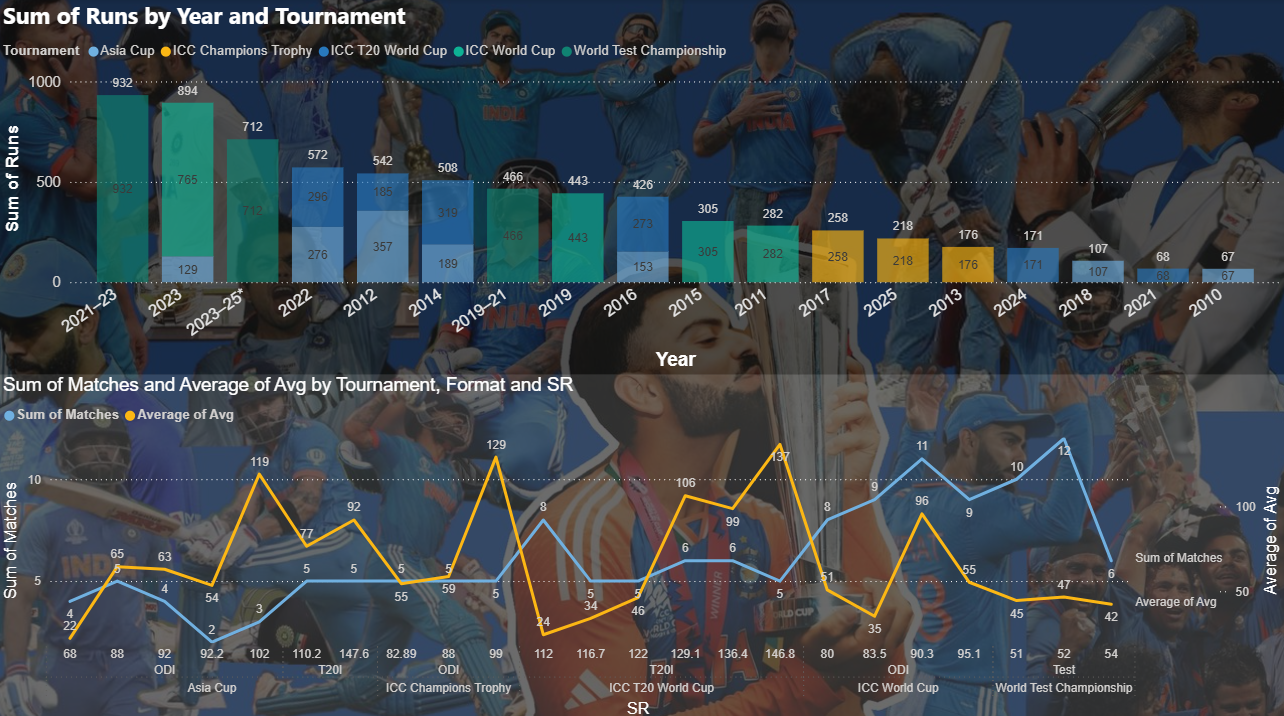 Sum of Runs by Year and Tournament
Tournament Asia Cup ICC Champions Trophy ICC T20 World Cup ICC World Cup World Test Championship
Sum of Runs
1000
500
0
932 894 712 572 542 508 466 443 426 305 282 258 218 176 171 107 68 67
932 765 712 296 185 319 466 443 273 305 282 258 218 176 171 107 68 67
129 276 357 189 153
2021–23 2023 2023–25* 2022 2012 2014 2019-21 2019 2016 2015 2011 2017 2025 2013 2024 2018 2021 2010
Year
INDIA
INDIA
INDIA
Sum of Matches and Average of Avg by Tournament, Format and SR
Sum of Matches Average of Avg
Sum of Matches
10
5
4 5 4 2 3 5 5 5 5 5 8 5 5 6 6 5 8 9 11 9 10 12 6
22 65 63 54 119 77 92 55 59 129 24 34 46 106 99 137 51 35 96 55 45 47 42
100
50
Average of Avg
Sum of Matches
Average of Avg
WINNER
WORLD CUP
68 88 92 92.2 102 110.2 147.6 82.89 88 99 112 116.7 122 129.1 136.4 146.8 80 83.5 90.3 95.1 51 52 54
ODI T20I ODI T20I ODI Test
Asia Cup ICC Champions Trophy ICC T20 World Cup ICC World Cup World Test Championship
SR